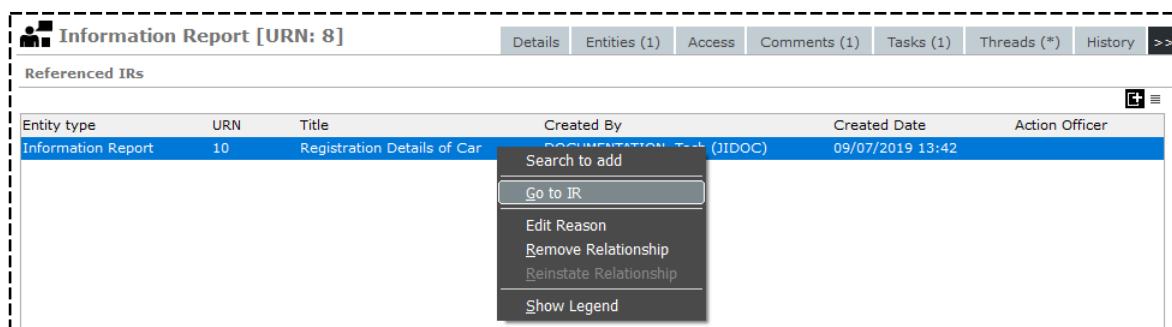 Information Report [URN: 8]
Details Entities (1) Access Comments (1) Tasks (1) Threads (*) History >>
Referenced IRs
Entity type URN Title Created By Created Date Action Officer
Information Report 10 Registration Details of Car DOCUMENTATION, Tech (JIDOC) 09/07/2019 13:42
Search to add
Go to IR
Edit Reason
Remove Relationship
Reinstate Relationship
Show Legend